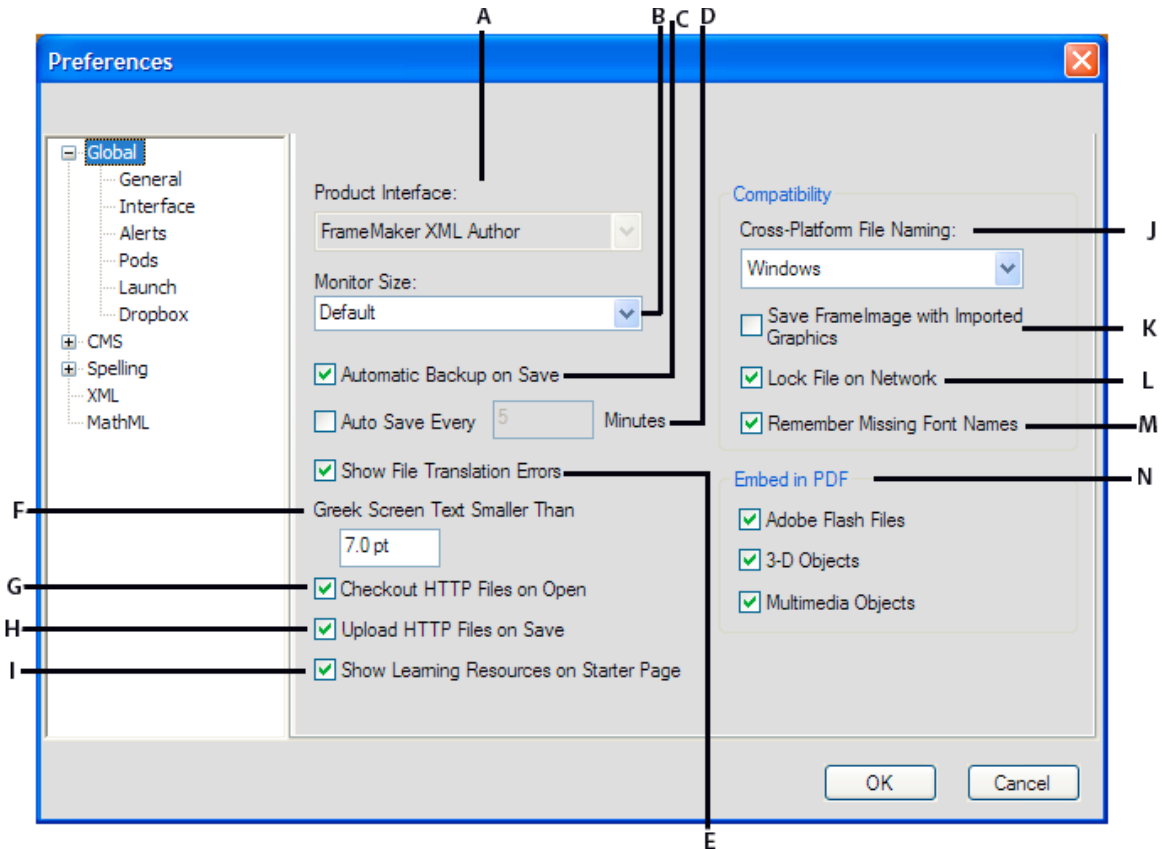 A
B
C
D
Preferences
Global
General
Interface
Alerts
Pods
Launch
Dropbox
CMS
Spelling
XML
MathML
Product Interface:
FrameMaker XML Author
Monitor Size:
Default
Automatic Backup on Save
Auto Save Every 5 Minutes
Show File Translation Errors
F
Greek Screen Text Smaller Than
7.0 pt
G
Checkout HTTP Files on Open
H
Upload HTTP Files on Save
I
Show Learning Resources on Starter Page
Compatibility
Cross-Platform File Naming:
J
Windows
Save FrameImage with Imported
Graphics
K
Lock File on Network
L
Remember Missing Font Names
M
Embed in PDF
N
Adobe Flash Files
3-D Objects
Multimedia Objects
OK
Cancel
E